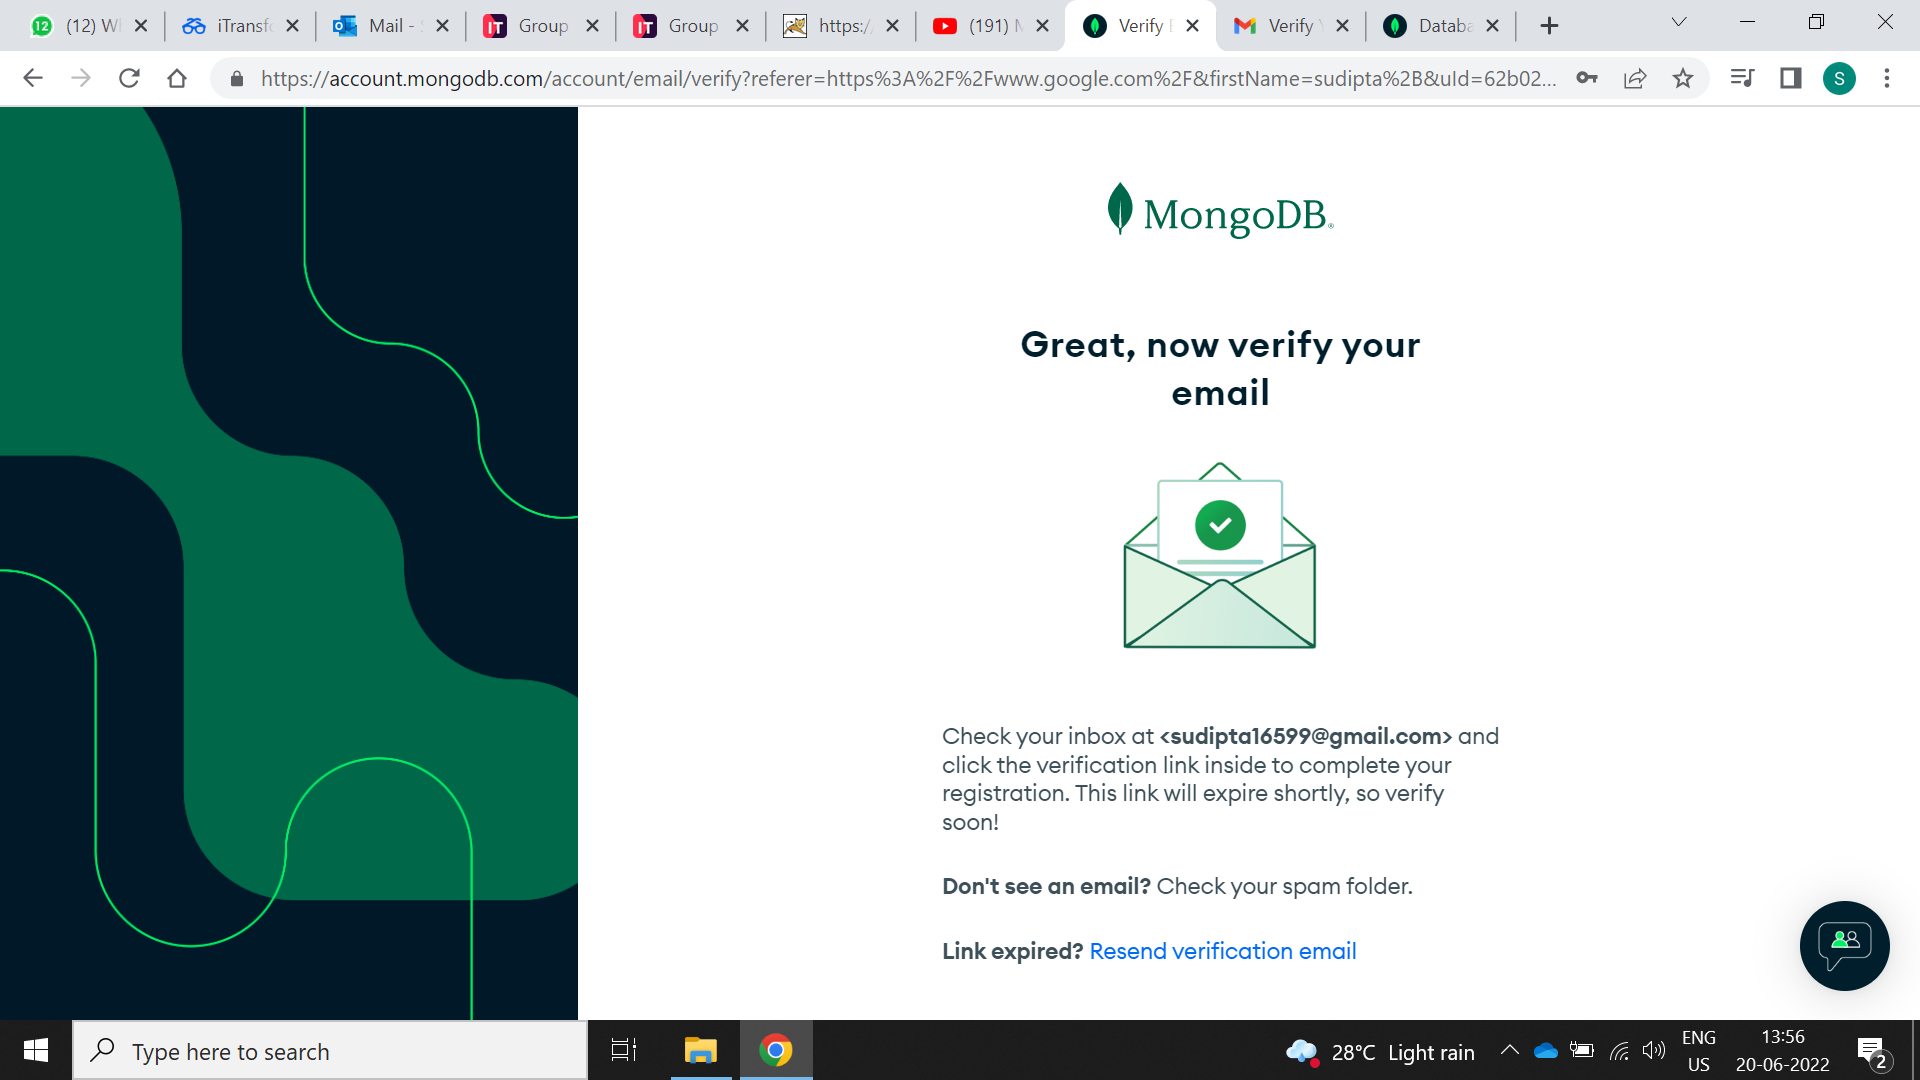 12 (12) W iTransf Mail - Group Group https:/ (191) M Verify Verify Databa
https://account.mongodb.com/account/email/verify?referer=https%3A%2F%2Fwww.google.com%2F&firstName=sudipta%2B&uId=62b02... S
MongoDB®
Great, now verify your
email
Check your inbox at <sudipta16599@gmail.com> and
click the verification link inside to complete your
registration. This link will expire shortly, so verify
soon!
Don't see an email? Check your spam folder.
Link expired? Resend verification email
Type here to search
28°C Light rain
ENG
US
13:56
20-06-2022
2